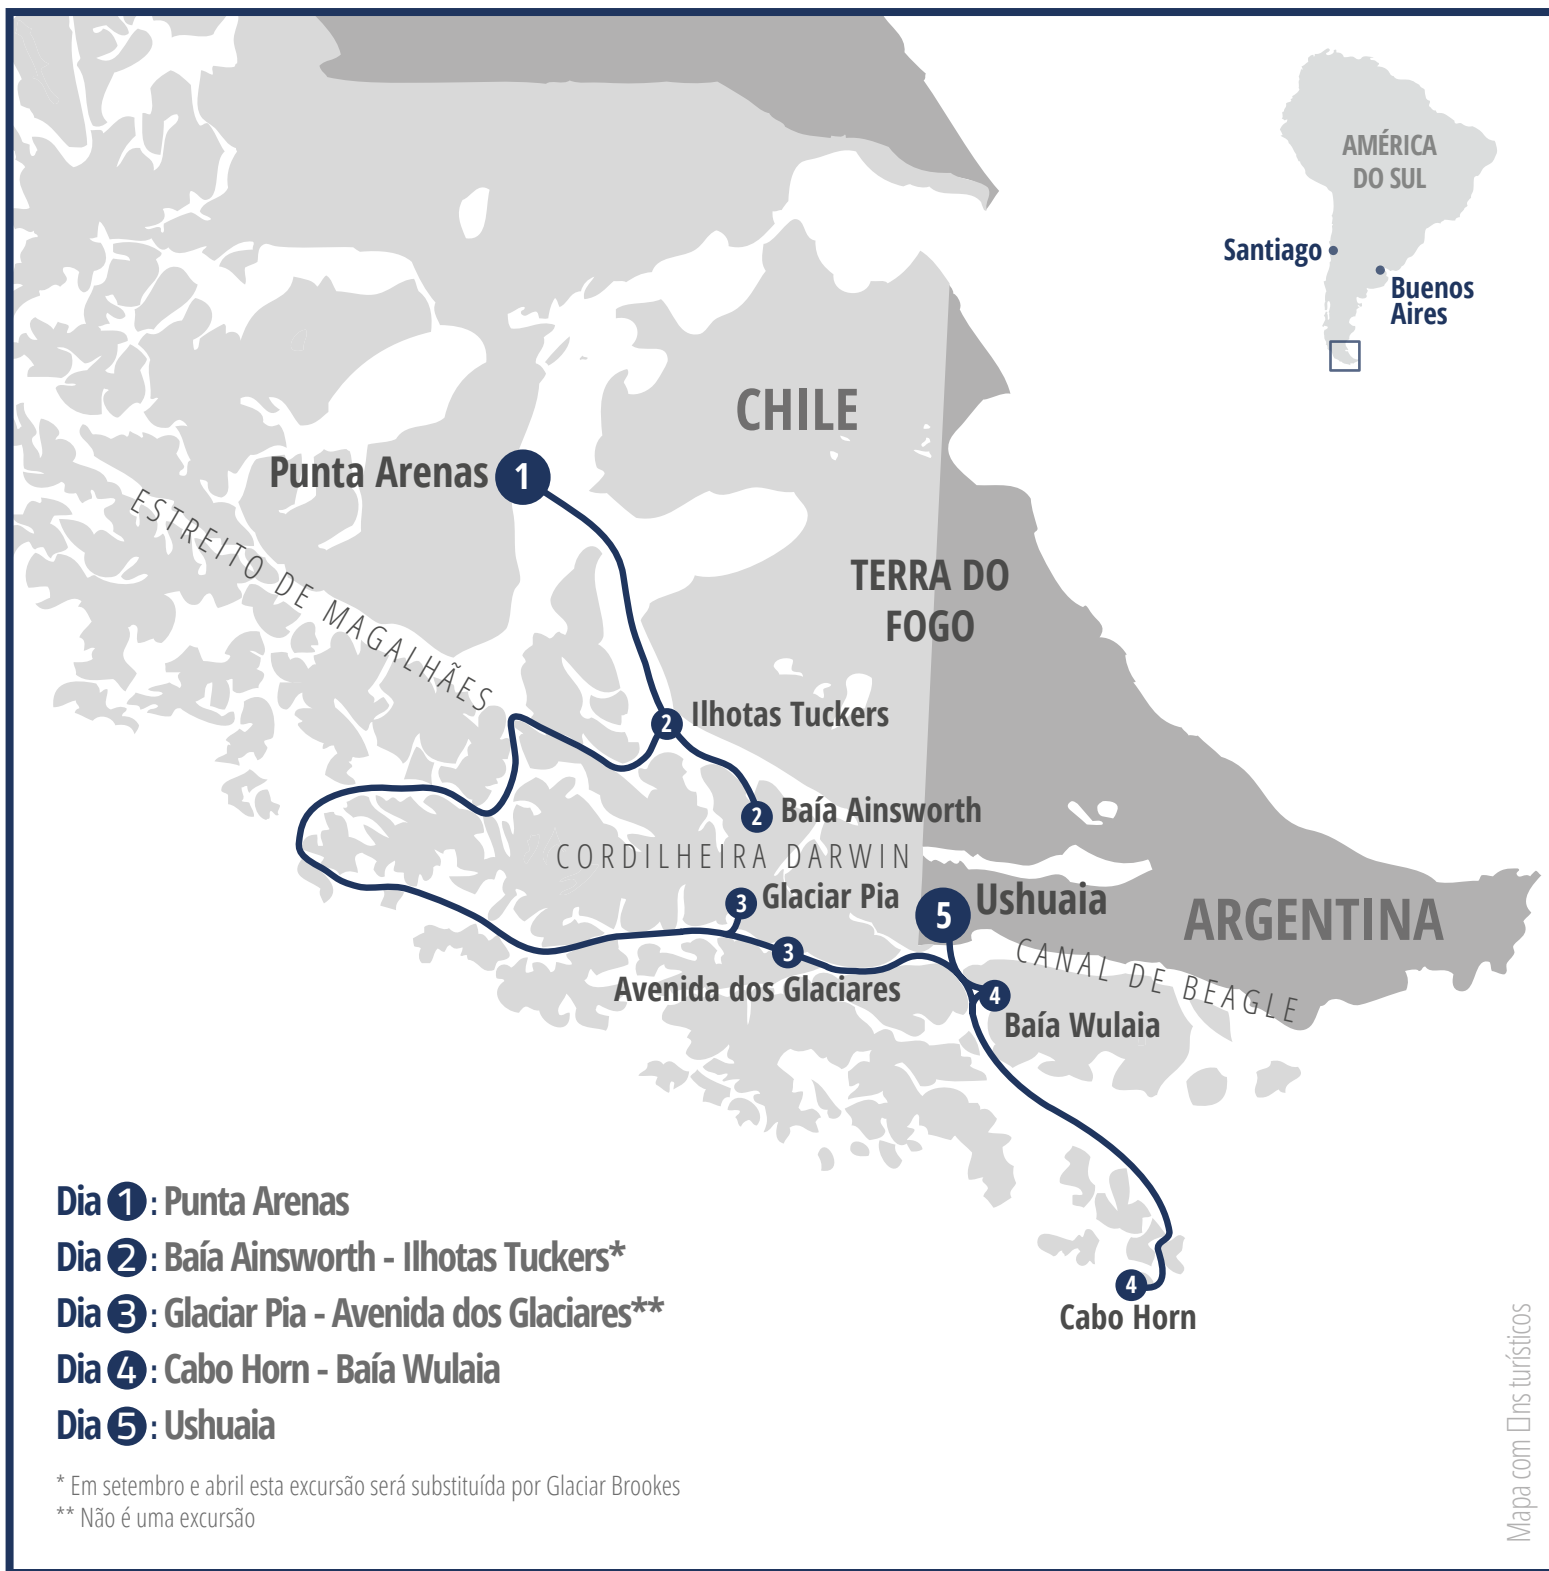 AMÉRICA
DO SUL
Santiago
Buenos
Aires
CHILE
Punta Arenas 1
ESTREITO DE MAGALHÃES
TERRA DO
FOGO
2 Ilhotas Tuckers
2 Baía Ainsworth
CORDILHEIRA DARWIN
3 Glaciar Pia
5 Ushuaia
ARGENTINA
CANAL DE BEAGLE
3
Avenida dos Glaciares
4
Baía Wulaia
4
Cabo Horn
Dia 1 : Punta Arenas
Dia 2 : Baía Ainsworth - Ilhotas Tuckers*
Dia 3 : Glaciar Pia - Avenida dos Glaciares**
Dia 4 : Cabo Horn - Baía Wulaia
Dia 5 : Ushuaia
* Em setembro e abril esta excursão será substituída por Glaciar Brookes
** Não é uma excursão
Mapa com □ns turísticos